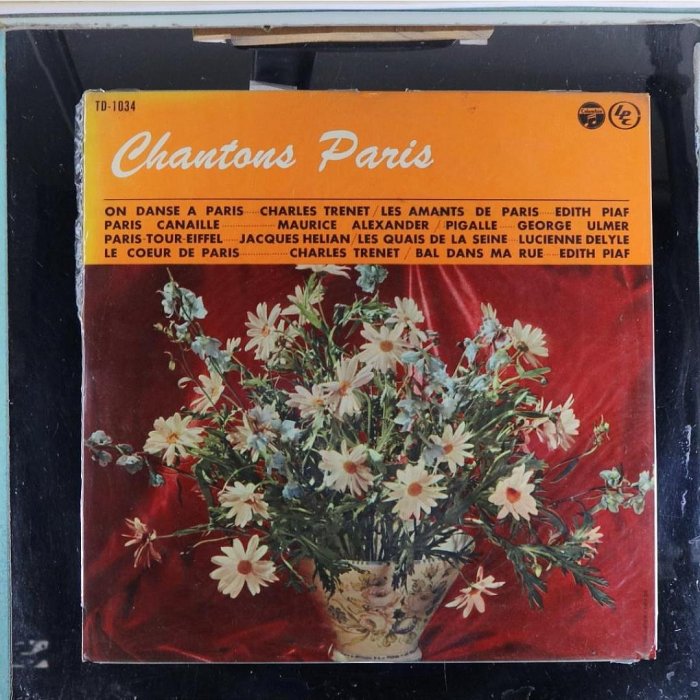 TD-1034
Columbia
LPC
Chantons Paris
ON DANSE A PARIS·····CHARLES TRENET/LES AMANTS DE PARIS·····EDITH PIAF
PARIS CANAILLE·····················MAURICE ALEXANDER/PIGALLE·····GEORGE ULMER
PARIS-TOUR-EIFFEL·····JACQUES HELIAN/LES QUAIS DE LA SEINE···LUCIENNE DELYLE
LE COEUR DE PARIS················CHARLES TRENET/BAL DANS MA RUE·····EDITH PIAF